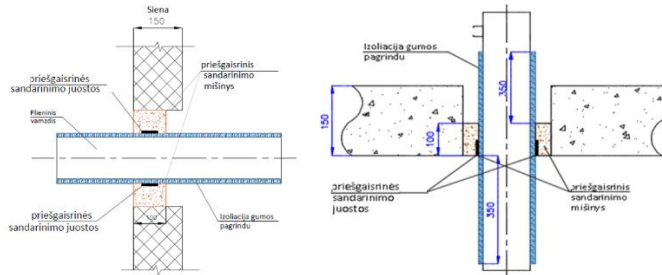 Siena
150
priešgaisrinis
sandarinimo
mišinys
priešgaisrinės
sandarinimo juostos
Plieninis
vamzdis
priešgaisrinės
sandarinimo juostos
100
Izoliacija gumos
pagrindu
Izoliacija gumos
pagrindu
350
150
100
350
priešgaisrinės
sandarinimo
juostos
priešgaisrinis
sandarinimo
mišinys